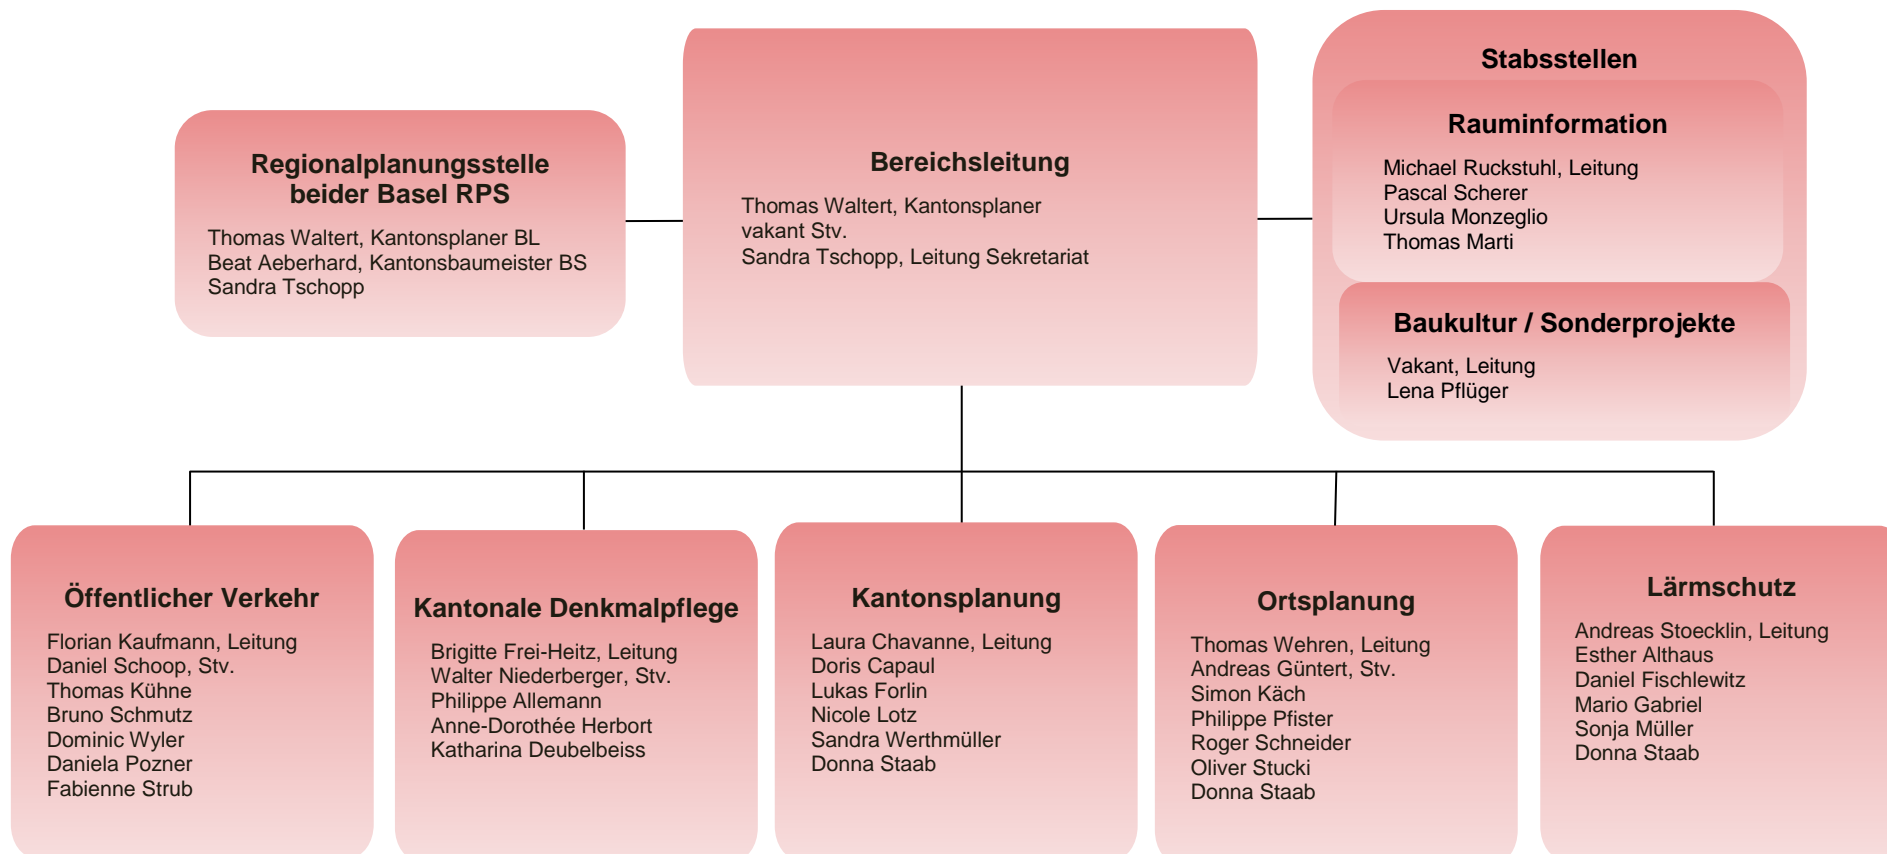 Regionalplanungsstelle
beider Basel RPS
Thomas Waltert, Kantonsplaner BL
Beat Aeberhard, Kantonsbaumeister BS
Sandra Tschopp
Bereichsleitung
Thomas Waltert, Kantonsplaner
vakant Stv.
Sandra Tschopp, Leitung Sekretariat
Stabsstellen
Rauminformation
Michael Ruckstuhl, Leitung
Pascal Scherer
Ursula Monzeglio
Thomas Marti
Baukultur / Sonderprojekte
Vakant, Leitung
Lena Pflüger
Öffentlicher Verkehr
Florian Kaufmann, Leitung
Daniel Schoop, Stv.
Thomas Kühne
Bruno Schmutz
Dominic Wyler
Daniela Pozner
Fabienne Strub
Kantonale Denkmalpflege
Brigitte Frei-Heitz, Leitung
Walter Niederberger, Stv.
Philippe Allemann
Anne-Dorothée Herbort
Katharina Deubelbeiss
Kantonsplanung
Laura Chavanne, Leitung
Doris Capaul
Lukas Forlin
Nicole Lotz
Sandra Werthmüller
Donna Staab
Ortsplanung
Thomas Wehren, Leitung
Andreas Güntert, Stv.
Simon Käch
Philippe Pfister
Roger Schneider
Oliver Stucki
Donna Staab
Lärmschutz
Andreas Stoecklin, Leitung
Esther Althaus
Daniel Fischlewitz
Mario Gabriel
Sonja Müller
Donna Staab